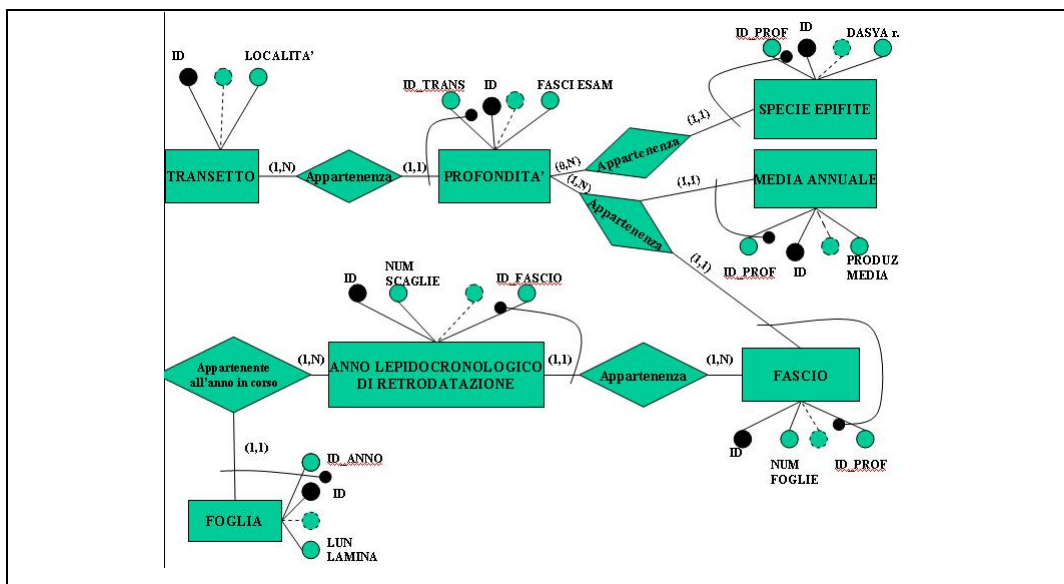 ID
LOCALITA'
TRANSETTO
(1,N)
Appartenenza
(1,1)
ID_TRANS
ID
FASCI ESAM
PROFONDITA'
(0,N)
(1,N)
Appartenenza
(1,1)
ID_PROF
ID
DASYA r.
SPECIE EPIFITE
Appartenenza
(1,1)
MEDIA ANNUALE
ID_PROF
ID
PRODUZ
MEDIA
(1,1)
ID
NUM
SCAGLIE
ID_FASCIO
Appartenente
all'anno in corso
(1,N)
ANNO LEPIDOCRONOLOGICO
DI RETRODATAZIONE
(1,1)
Appartenenza
(1,N)
FASCIO
ID
NUM
FOGLIE
ID_PROF
(1,1)
ID_ANNO
ID
FOGLIA
LUN
LAMINA